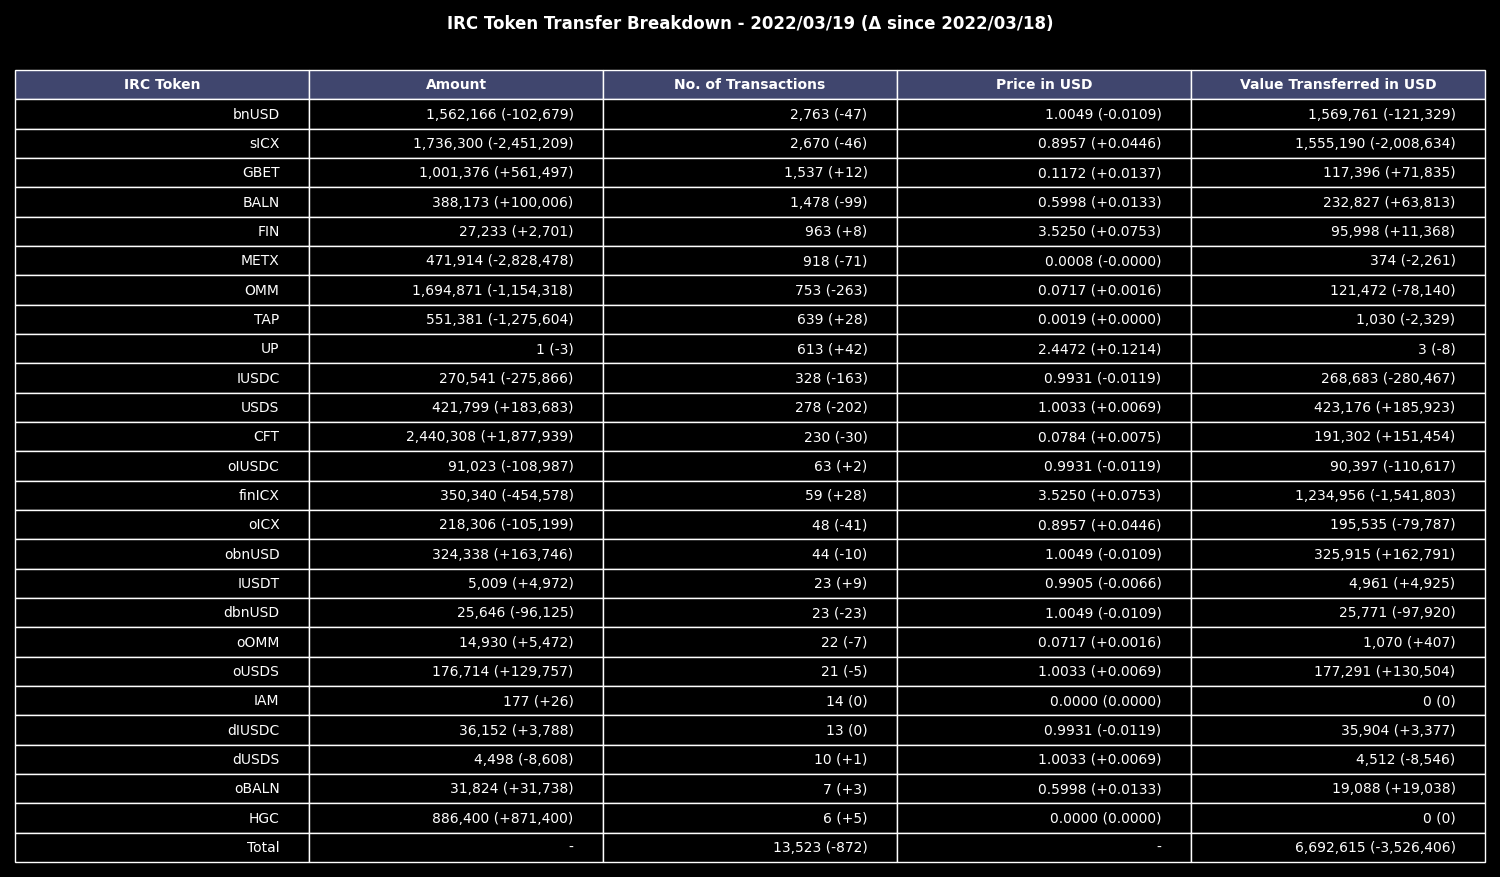 IRC Token Transfer Breakdown - 2022/03/19 (Δ since 2022/03/18)
IRC Token Amount No. of Transactions Price in USD Value Transferred in USD
bnUSD 1,562,166 (-102,679) 2,763 (-47) 1.0049 (-0.0109) 1,569,761 (-121,329)
sICX 1,736,300 (-2,451,209) 2,670 (-46) 0.8957 (+0.0446) 1,555,190 (-2,008,634)
GBET 1,001,376 (+561,497) 1,537 (+12) 0.1172 (+0.0137) 117,396 (+71,835)
BALN 388,173 (+100,006) 1,478 (-99) 0.5998 (+0.0133) 232,827 (+63,813)
FIN 27,233 (+2,701) 963 (+8) 3.5250 (+0.0753) 95,998 (+11,368)
METX 471,914 (-2,828,478) 918 (-71) 0.0008 (-0.0000) 374 (-2,261)
OMM 1,694,871 (-1,154,318) 753 (-263) 0.0717 (+0.0016) 121,472 (-78,140)
TAP 551,381 (-1,275,604) 639 (+28) 0.0019 (+0.0000) 1,030 (-2,329)
UP 1 (-3) 613 (+42) 2.4472 (+0.1214) 3 (-8)
IUSDC 270,541 (-275,866) 328 (-163) 0.9931 (-0.0119) 268,683 (-280,467)
USDS 421,799 (+183,683) 278 (-202) 1.0033 (+0.0069) 423,176 (+185,923)
CFT 2,440,308 (+1,877,939) 230 (-30) 0.0784 (+0.0075) 191,302 (+151,454)
oIUSDC 91,023 (-108,987) 63 (+2) 0.9931 (-0.0119) 90,397 (-110,617)
finICX 350,340 (-454,578) 59 (+28) 3.5250 (+0.0753) 1,234,956 (-1,541,803)
oICX 218,306 (-105,199) 48 (-41) 0.8957 (+0.0446) 195,535 (-79,787)
obnUSD 324,338 (+163,746) 44 (-10) 1.0049 (-0.0109) 325,915 (+162,791)
IUSDT 5,009 (+4,972) 23 (+9) 0.9905 (-0.0066) 4,961 (+4,925)
dbnUSD 25,646 (-96,125) 23 (-23) 1.0049 (-0.0109) 25,771 (-97,920)
oOMM 14,930 (+5,472) 22 (-7) 0.0717 (+0.0016) 1,070 (+407)
oUSDS 176,714 (+129,757) 21 (-5) 1.0033 (+0.0069) 177,291 (+130,504)
IAM 177 (+26) 14 (0) 0.0000 (0.0000) 0 (0)
dIUSDC 36,152 (+3,788) 13 (0) 0.9931 (-0.0119) 35,904 (+3,377)
dUSDS 4,498 (-8,608) 10 (+1) 1.0033 (+0.0069) 4,512 (-8,546)
oBALN 31,824 (+31,738) 7 (+3) 0.5998 (+0.0133) 19,088 (+19,038)
HGC 886,400 (+871,400) 6 (+5) 0.0000 (0.0000) 0 (0)
Total - 13,523 (-872) - 6,692,615 (-3,526,406)